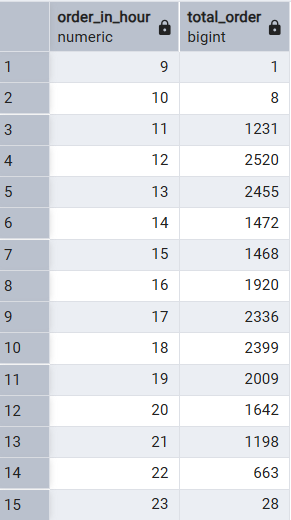 order_in_hour total_order
numeric bigint
1 9 1
2 10 8
3 11 1231
4 12 2520
5 13 2455
6 14 1472
7 15 1468
8 16 1920
9 17 2336
10 18 2399
11 19 2009
12 20 1642
13 21 1198
14 22 663
15 23 28